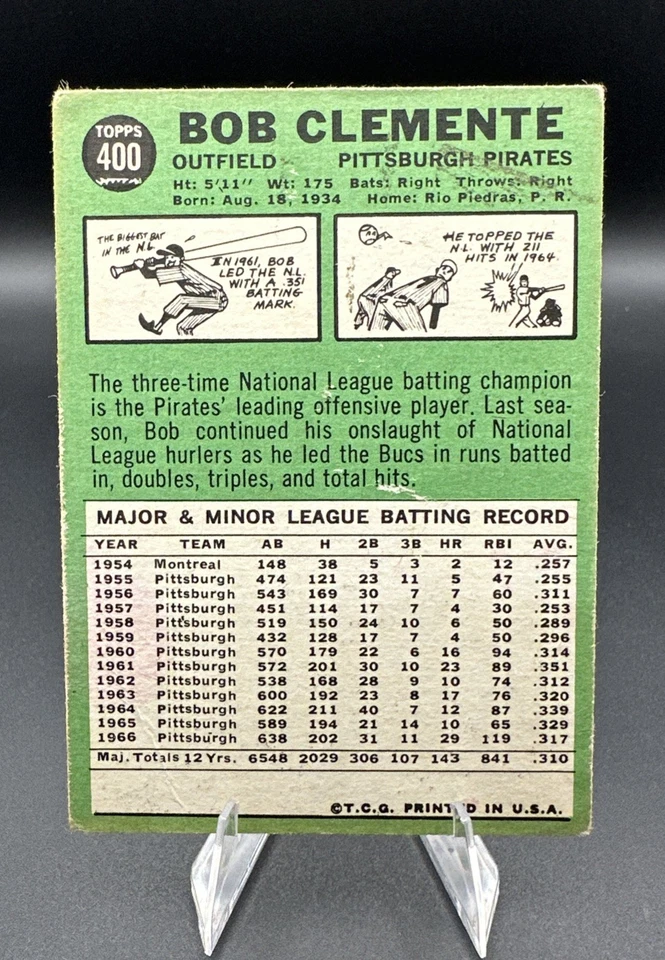 TOPPS
400
BOB CLEMENTE
OUTFIELD PITTSBURGH PIRATES
Ht: 5'11" Wt: 175 Bats: Right Throws: Right
Born: Aug. 18, 1934 Home: Rio Piedras, P. R.
THE BIGGEST BAT
IN THE N.L.
IN 1961, BOB
LED THE N.L.
WITH A .351
BATTING
MARK.
HE TOPPED THE
N.L. WITH 211
HITS IN 1964.
The three-time National League batting champion
is the Pirates' leading offensive player. Last sea-
son, Bob continued his onslaught of National
League hurlers as he led the Bucs in runs batted
in, doubles, triples, and total hits.
MAJOR & MINOR LEAGUE BATTING RECORD
YEAR TEAM AB H 2B 3B HR RBI AVG.
1954 Montreal 148 38 5 3 2 12 .257
1955 Pittsburgh 474 121 23 11 5 47 .255
1956 Pittsburgh 543 169 30 7 7 60 .311
1957 Pittsburgh 451 114 17 7 4 30 .253
1958 Pittsburgh 519 150 24 10 6 50 .289
1959 Pittsburgh 432 128 17 7 4 50 .296
1960 Pittsburgh 570 179 22 6 16 94 .314
1961 Pittsburgh 572 201 30 10 23 89 .351
1962 Pittsburgh 538 168 28 9 10 74 .312
1963 Pittsburgh 600 192 23 8 17 76 .320
1964 Pittsburgh 622 211 40 7 12 87 .339
1965 Pittsburgh 589 194 21 14 10 65 .329
1966 Pittsburgh 638 202 31 11 29 119 .317
Maj. Totals 12 Yrs. 6548 2029 306 107 143 841 .310
©T.C.G. PRINTED IN U.S.A.